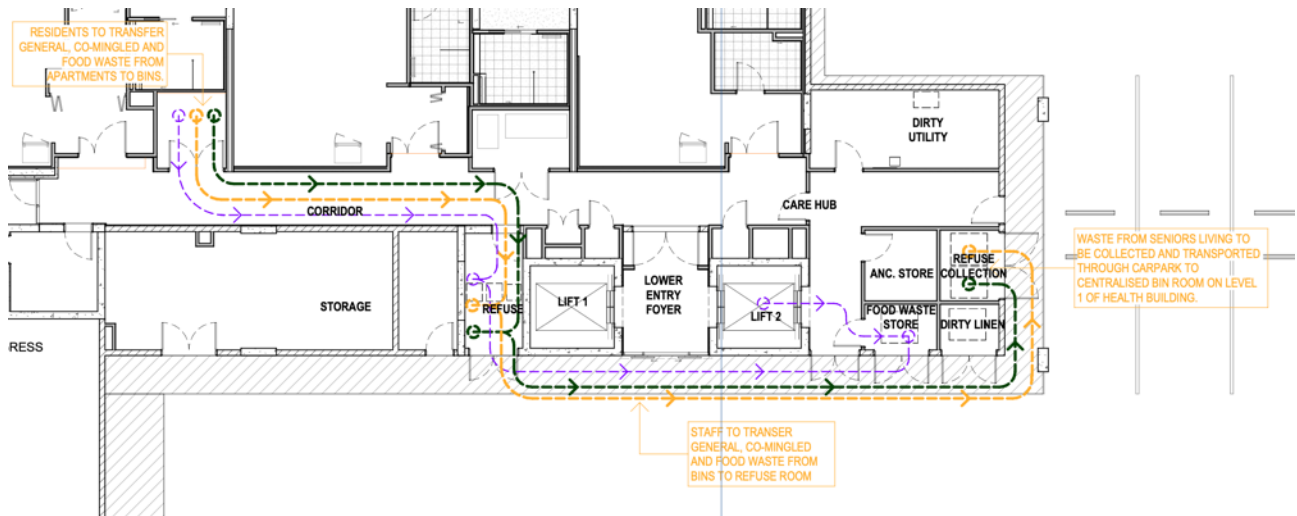 RESIDENTS TO TRANSFER
GENERAL, CO-MINGLED AND
FOOD WASTE FROM
APARTMENTS TO BINS.
DIRTY
UTILITY
CORRIDOR
CARE HUB
WASTE FROM SENIORS LIVING TO
BE COLLECTED AND TRANSPORTED
THROUGH CARPARK TO
CENTRALISED BIN ROOM ON LEVEL
1 OF HEALTH BUILDING.
STORAGE
REFUSE
LIFT 1
LOWER
ENTRY
FOYER
LIFT 2
ANC. STORE
REFUSE
COLLECTION
FOOD WASTE
STORE
DIRTY LINEN
RESS
STAFF TO TRANSER
GENERAL, CO-MINGLED
AND FOOD WASTE FROM
BINS TO REFUSE ROOM